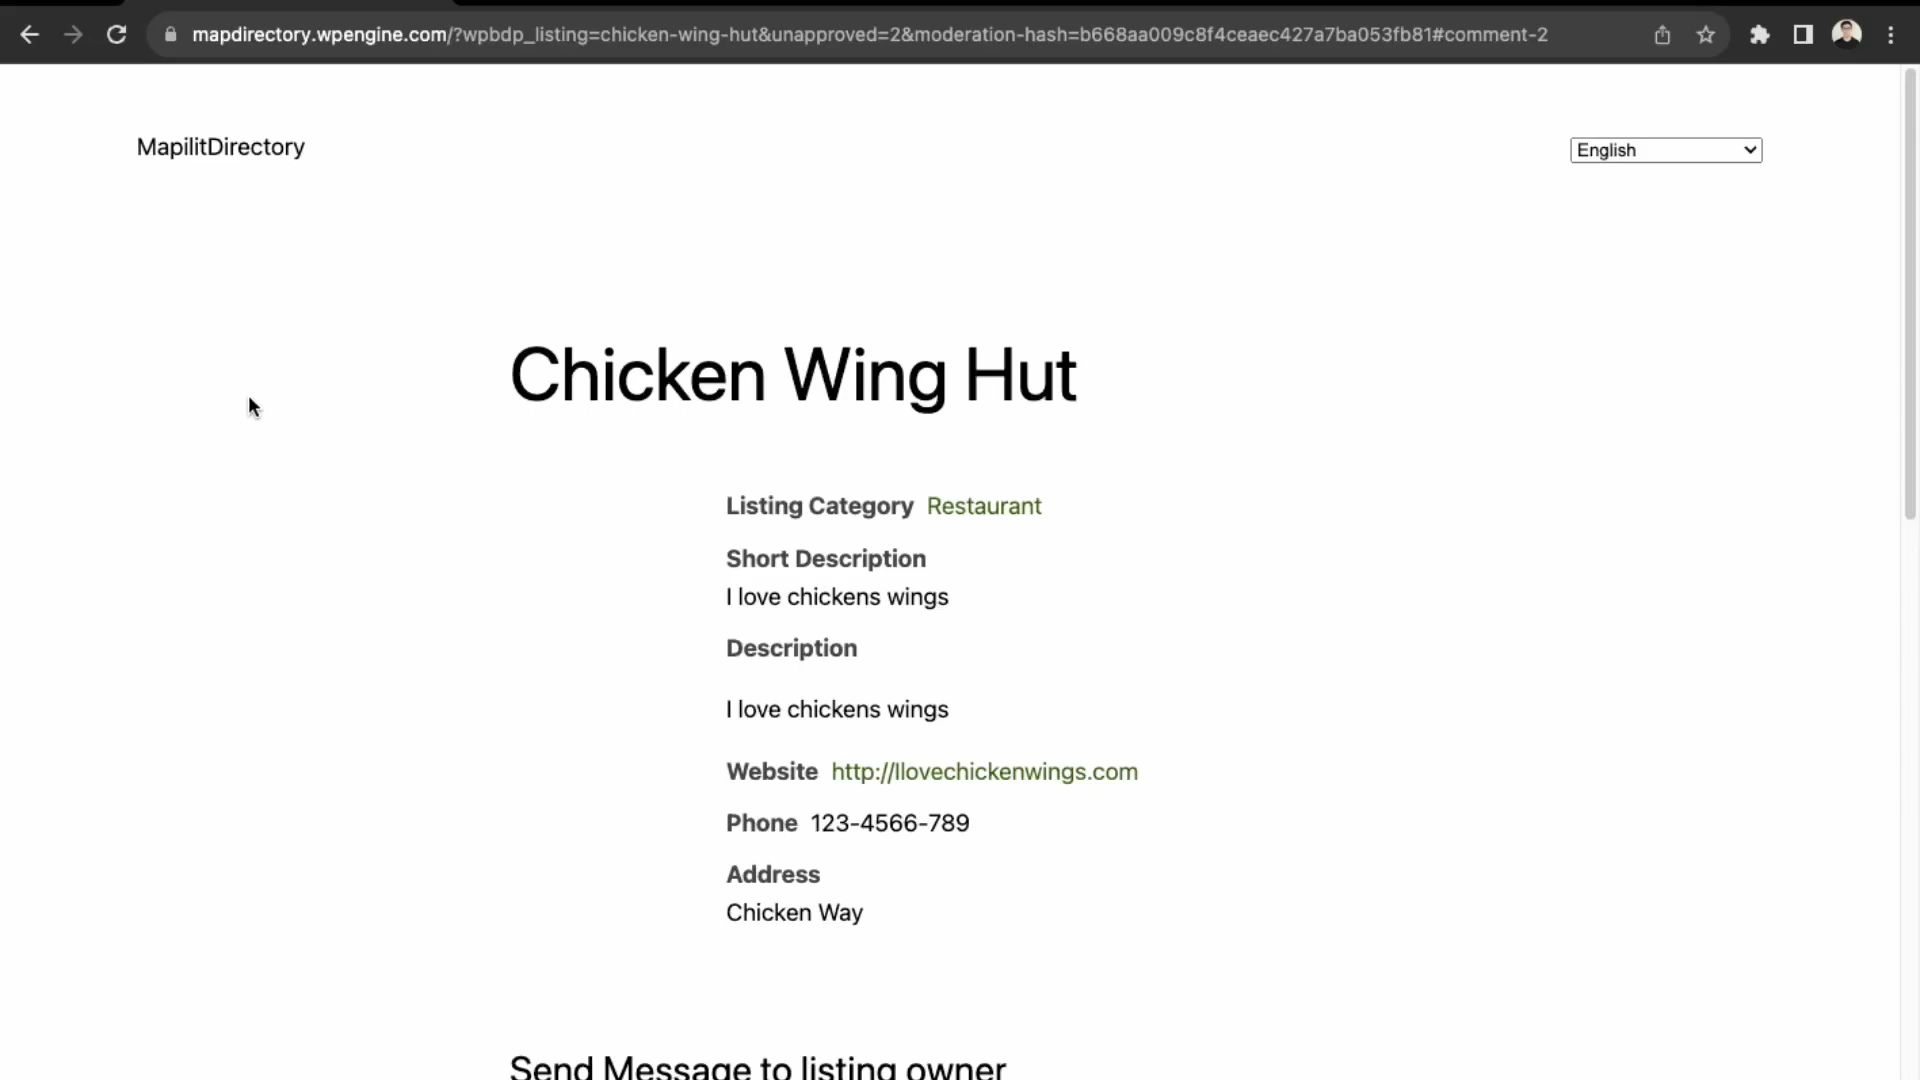 mapdirectory.wpengine.com/?wpbdp_listing=chicken-wing-hut&unapproved=2&moderation-hash=b668aa009c8f4ceaec427a7ba053fb81#comment-2
MapilitDirectory
English
Chicken Wing Hut
Listing Category Restaurant
Short Description
I love chickens wings
Description
I love chickens wings
Website http://Ilovechickenwings.com
Phone 123-4566-789
Address
Chicken Way
Send Message to listing owner